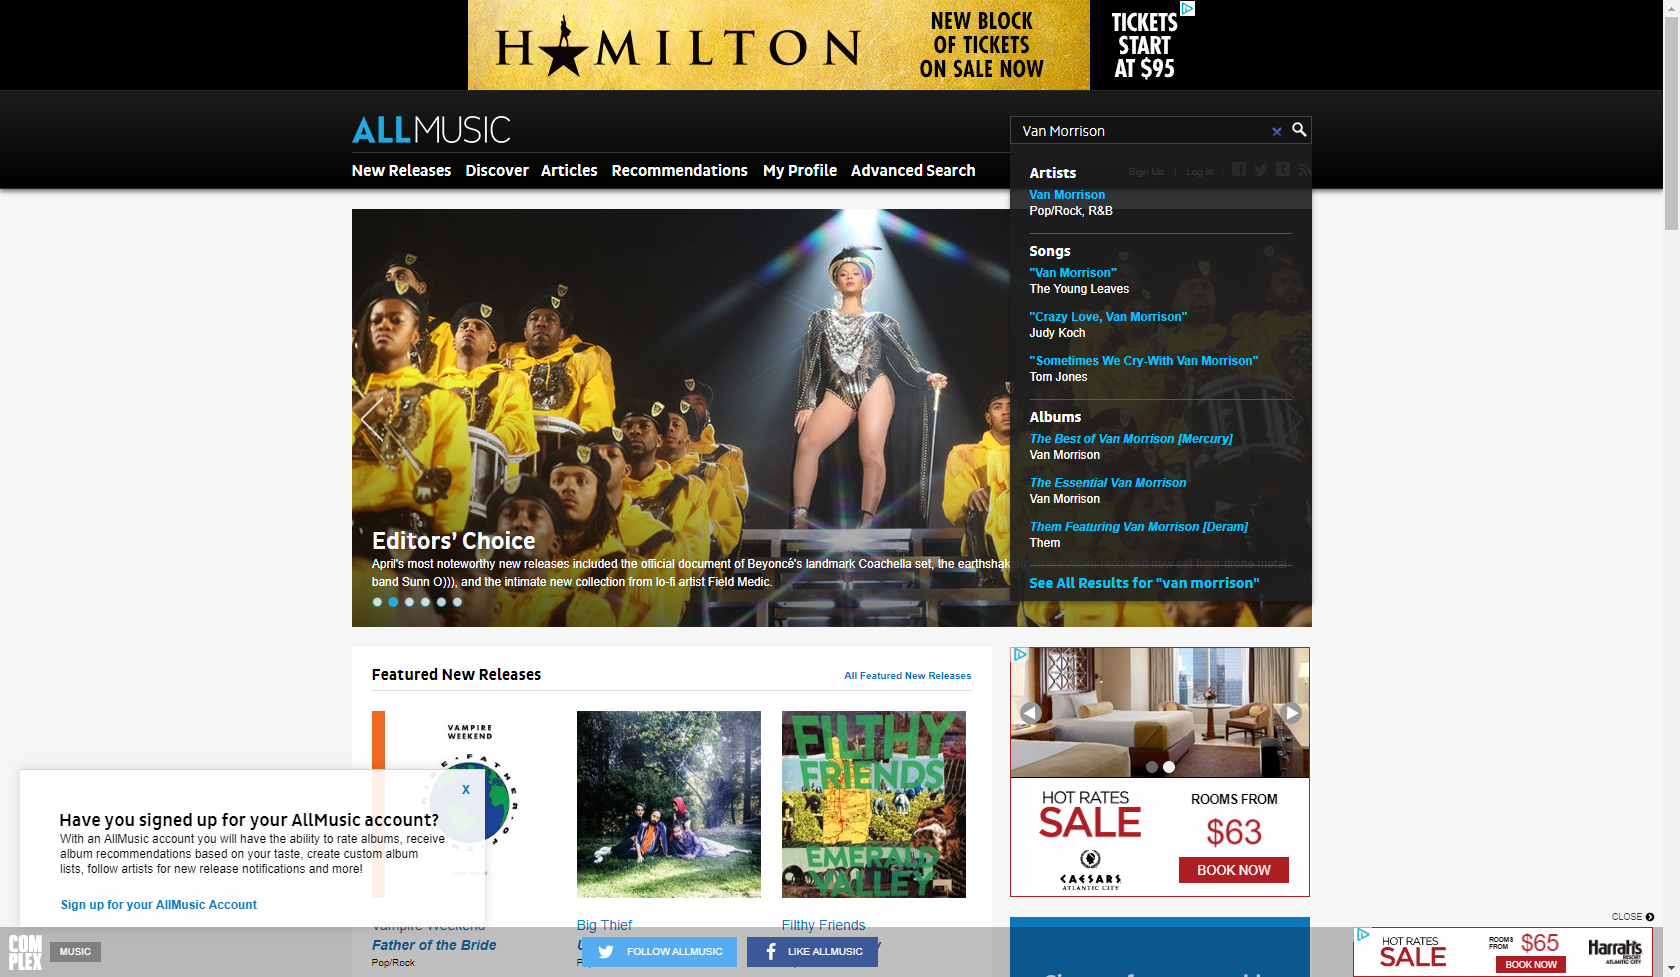 HAMILTON
NEW BLOCK
OF TICKETS
ON SALE NOW
TICKETS
START
AT $95
ALLMUSIC
Van Morrison
New Releases Discover Articles Recommendations My Profile Advanced Search
Sign Up | Log in
Artists
Van Morrison
Pop/Rock, R&B
Songs
"Van Morrison"
The Young Leaves
"Crazy Love, Van Morrison"
Judy Koch
"Sometimes We Cry-With Van Morrison"
Tom Jones
Albums
The Best of Van Morrison [Mercury]
Van Morrison
The Essential Van Morrison
Van Morrison
Them Featuring Van Morrison [Deram]
Them
See All Results for "van morrison"
Editors' Choice
April's most noteworthy new releases included the official document of Beyoncé's landmark Coachella set, the earthshaking new set from drone metal
band Sunn O))), and the intimate new collection from lo-fi artist Field Medic.
Featured New Releases
All Featured New Releases
VAMPIRE
WEEKEND
FILTHY
FRIENDS
EMERALD
VALLEY
Vampire Weekend
Father of the Bride
Pop/Rock
Big Thief
Filthy Friends
HOT RATES
SALE
CAESARS
ATLANTIC CITY
ROOMS FROM
$63
BOOK NOW
X
Have you signed up for your AllMusic account?
With an AllMusic account you will have the ability to rate albums, receive
album recommendations based on your taste, create custom album
lists, follow artists for new release notifications and more!
Sign up for your AllMusic Account
COMPLEX
MUSIC
FOLLOW ALLMUSIC
LIKE ALLMUSIC
CLOSE
HOT RATES
SALE
ROOMS
FROM
$65
BOOK NOW
Harrah's
RESORT
ATLANTIC CITY